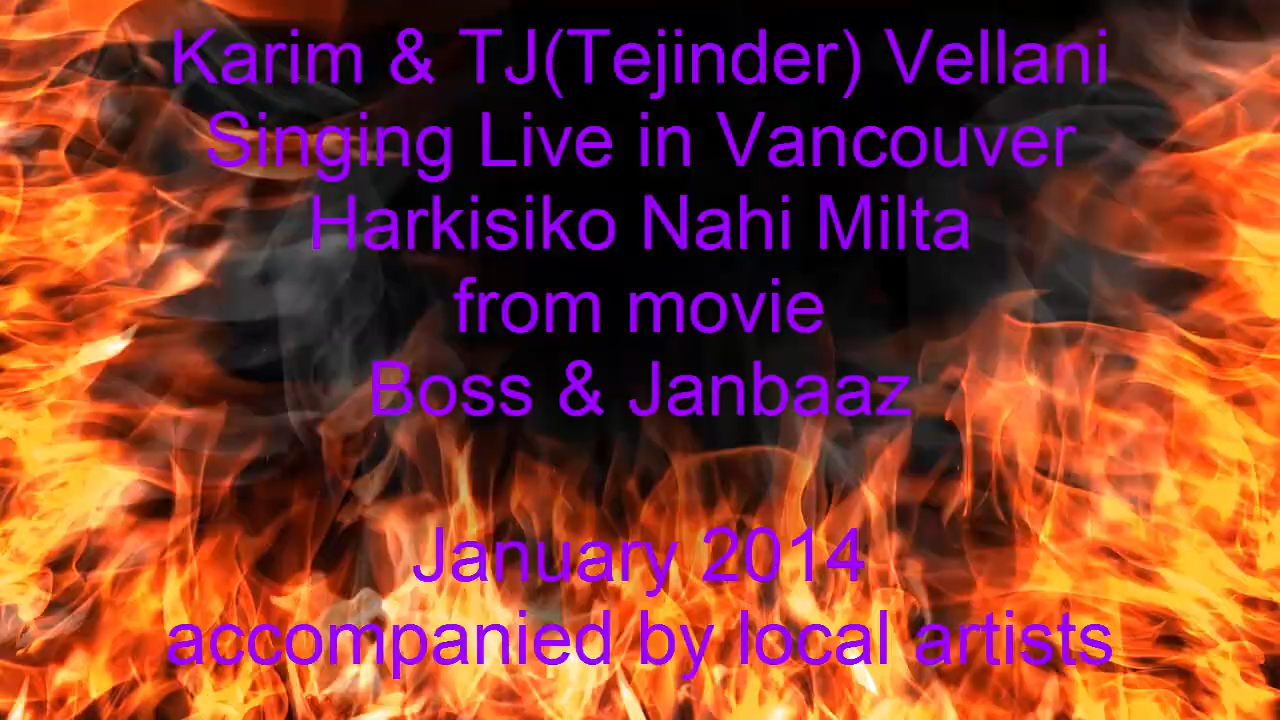 Karim & TJ(Tejinder) Vellani
Singing Live in Vancouver
Harkisiko Nahi Milta
from movie
Boss & Janbaaz
January 2014
accompanied by local artists